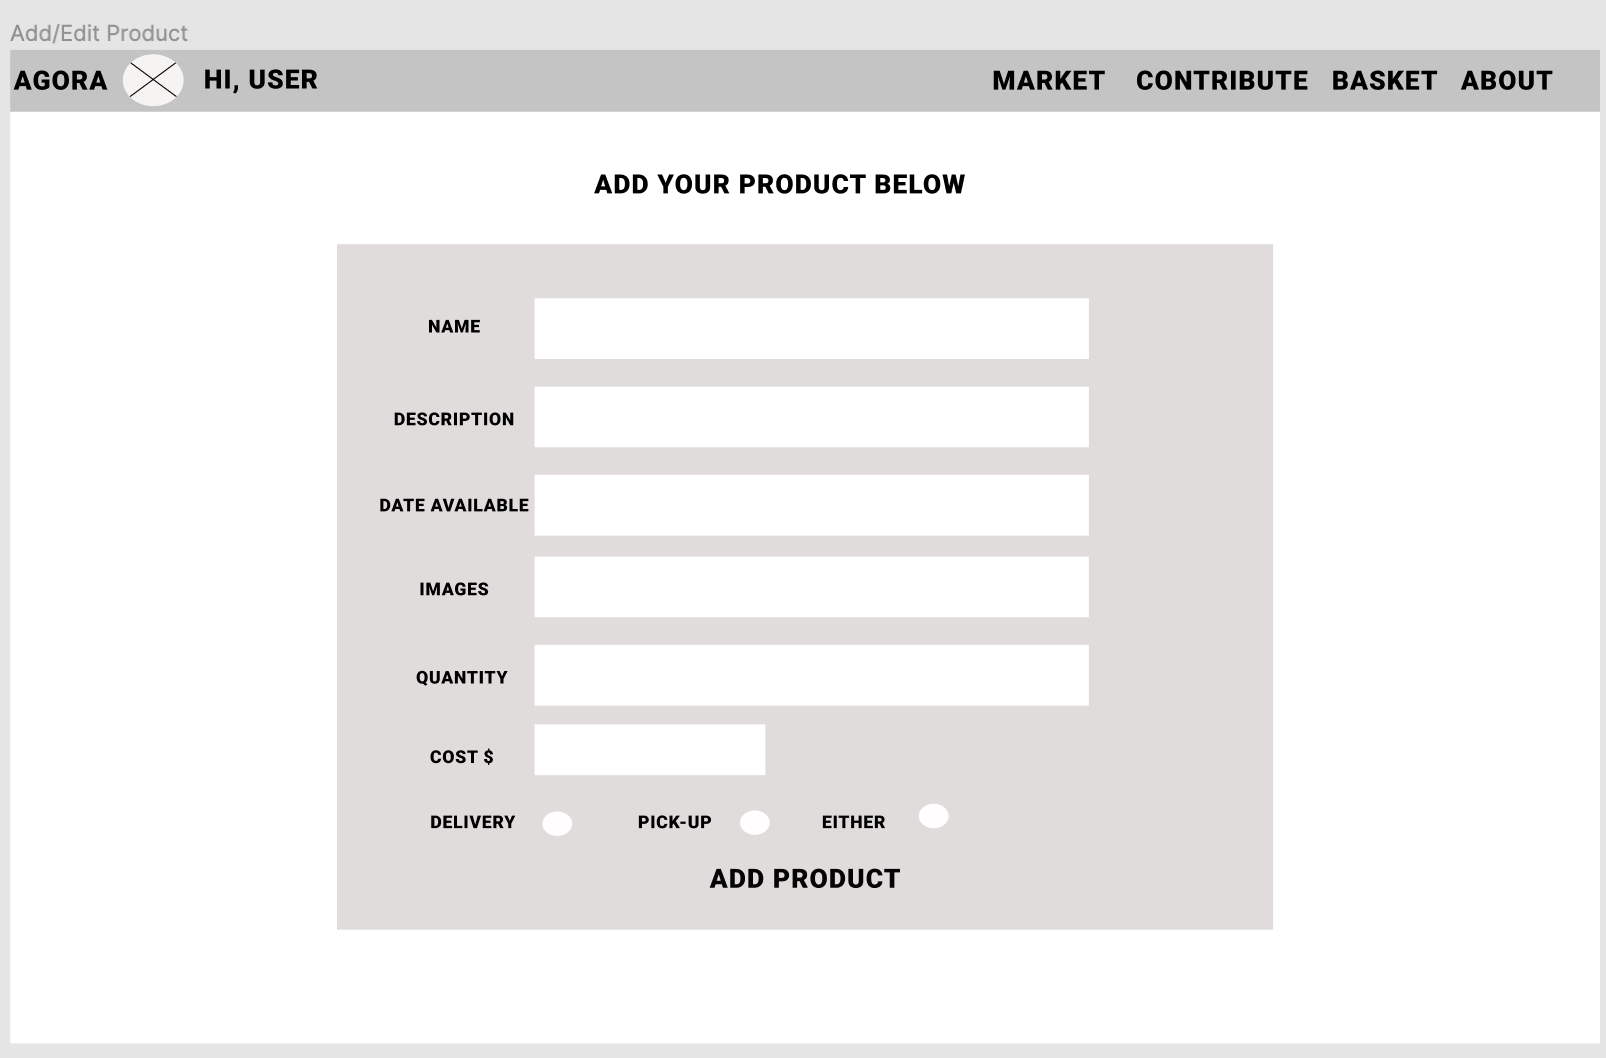 Add/Edit Product
AGORA HI, USER MARKET CONTRIBUTE BASKET ABOUT
ADD YOUR PRODUCT BELOW
NAME
DESCRIPTION
DATE AVAILABLE
IMAGES
QUANTITY
COST $
DELIVERY PICK-UP EITHER
ADD PRODUCT